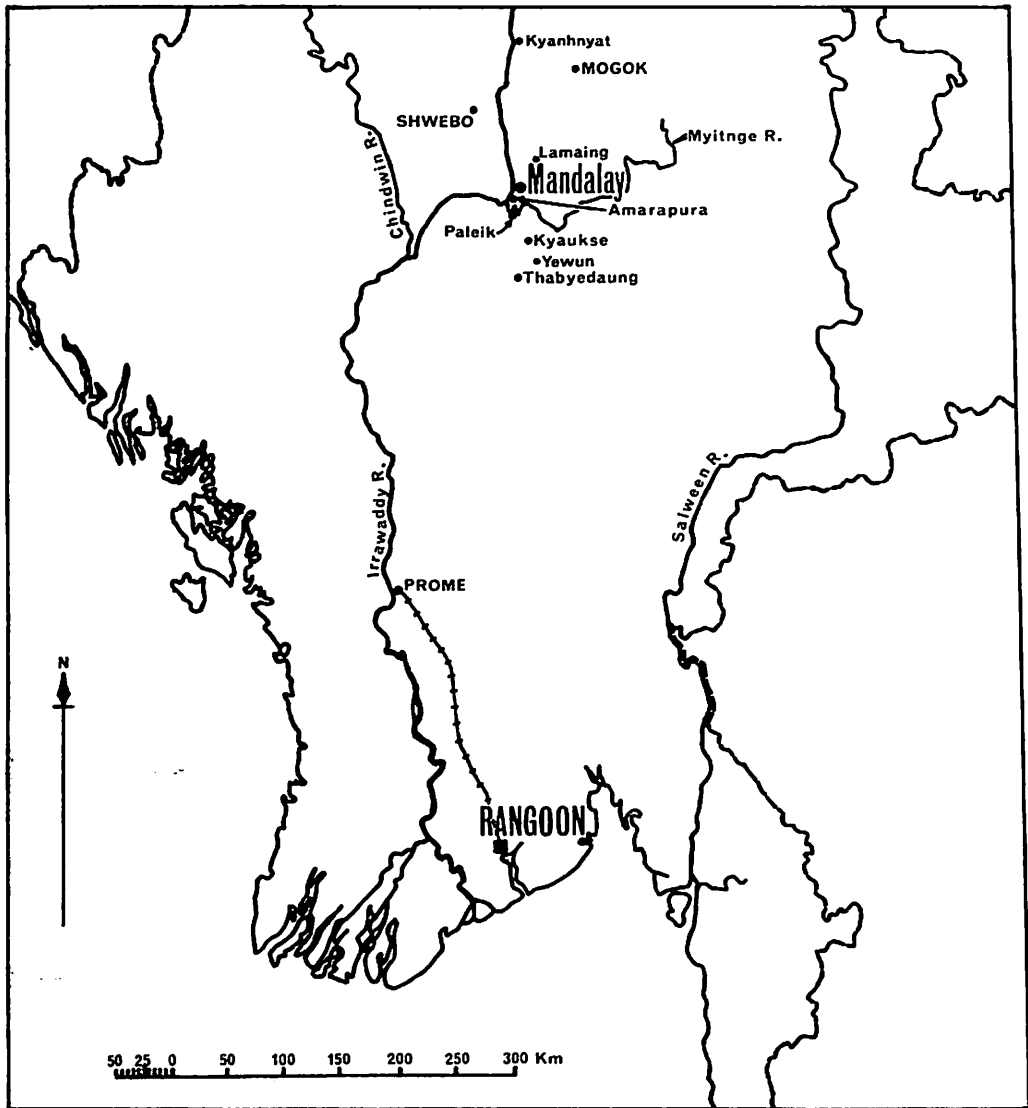 Kyanhnyat
MOGOK
SHWEBO
Chindwin R.
Myitnge R.
Lamaing
Mandalay
Amarapura
Paleik
Kyaukse
Yewun
Thabyedaung
Irrawaddy R.
Salween R.
PROME
N
RANGOON
50 25 0 50 100 150 200 250 300 Km